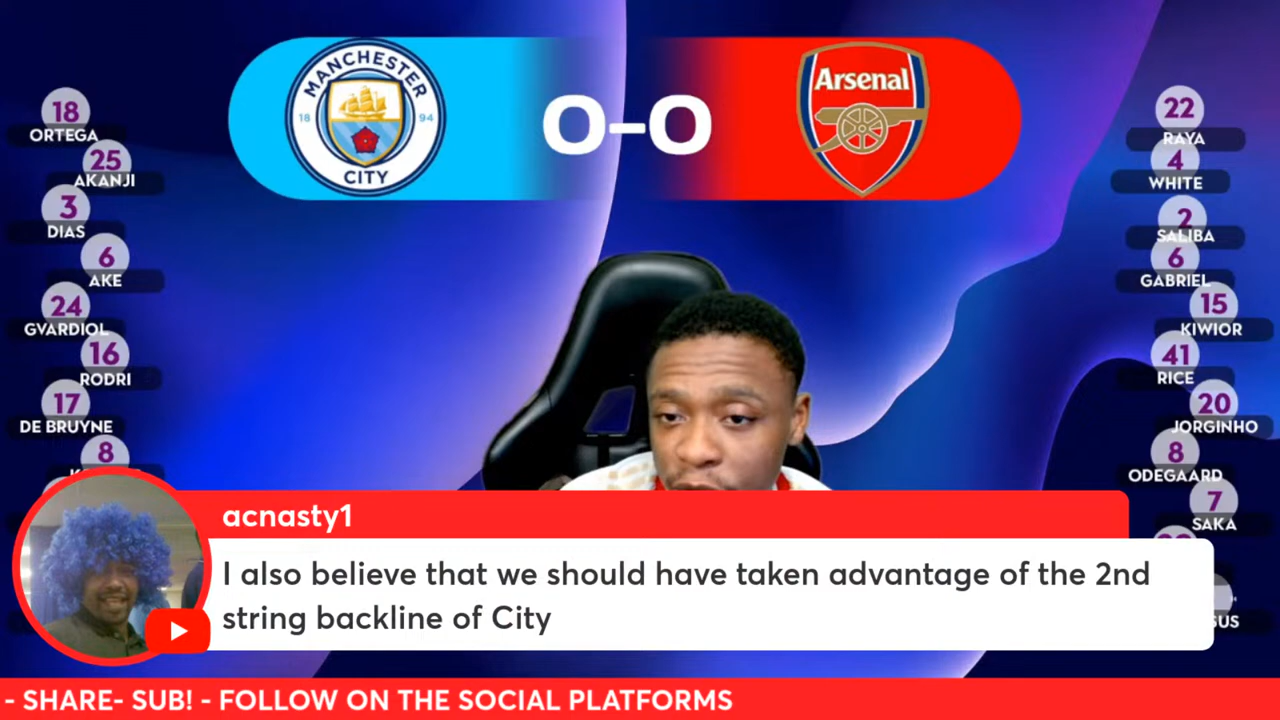 MANCHESTER
18 94
CITY
0-0
Arsenal
18
ORTEGA
25
AKANJI
3
DIAS
6
AKE
24
GVARDIOL
16
RODRI
17
DE BRUYNE
8
22
RAYA
4
WHITE
2
SALIBA
6
GABRIEL
15
KIWIOR
41
RICE
20
JORGINHO
8
ODEGAARD
7
SAKA
SUS
acnasty1
I also believe that we should have taken advantage of the 2nd
string backline of City
- SHARE- SUB! - FOLLOW ON THE SOCIAL PLATFORMS